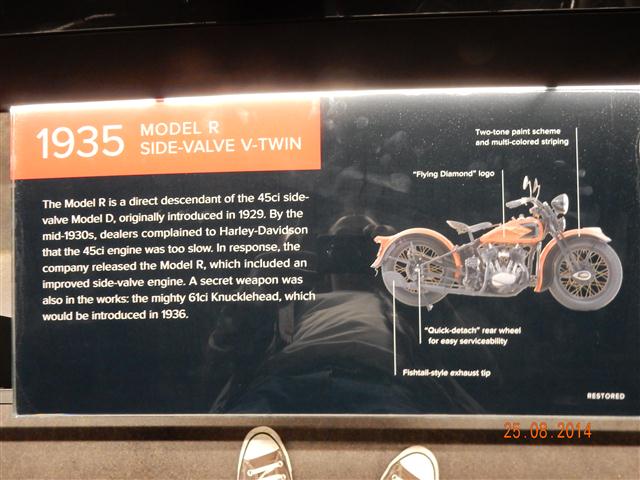 1935
MODEL R
SIDE-VALVE V-TWIN
The Model R is a direct descendant of the 45ci side-
valve Model D, originally introduced in 1929. By the
mid-1930s, dealers complained to Harley-Davidson
that the 45ci engine was too slow. In response, the
company released the Model R, which included an
improved side-valve engine. A secret weapon was
also in the works: the mighty 61ci Knucklehead, which
would be introduced in 1936.
Two-tone paint scheme
and multi-colored striping
"Flying Diamond" logo
"Quick-detach" rear wheel
for easy serviceability
Fishtail-style exhaust tip
RESTORED
25.08.2014